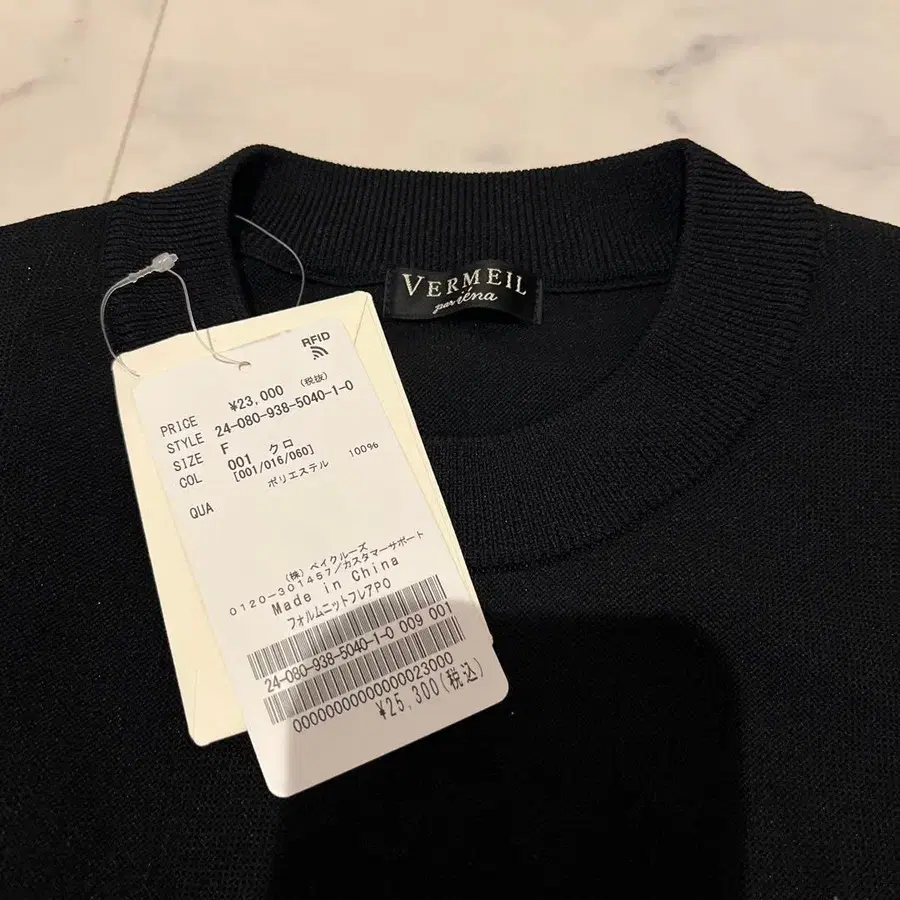 VERMEIL
par iéna
RFID
PRICE ¥23,000 (税抜)
STYLE 24-080-938-5040-1-0
SIZE F
COL 001 クロ
[001/016/060]
QUA ポリエステル 100%
(株) ベイクルーズ
0120-301457/カスタマーサポート
Made in China
フォルムニットフレアPO
24-080-938-5040-1-0 009 001
0000000000000023000
¥25,300(税込)